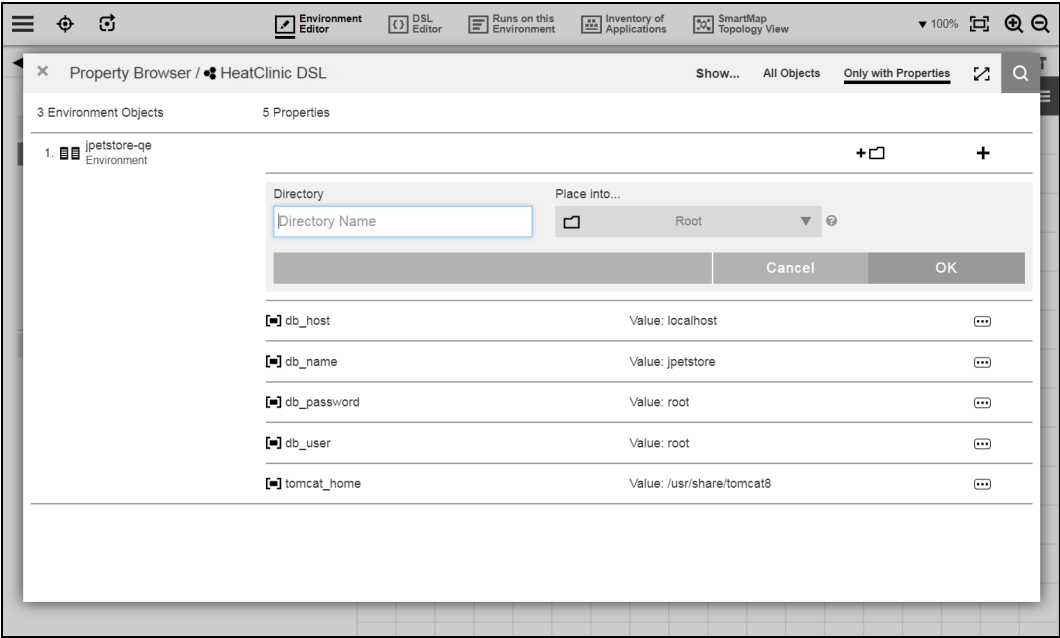 Environment Editor
DSL Editor
Runs on this Environment
Inventory of Applications
SmartMap Topology View
100%
Property Browser / HeatClinic DSL
Show...
All Objects
Only with Properties
3 Environment Objects
5 Properties
1. jpetstore-qe
Environment
Directory
Place into...
Directory Name
Root
Cancel
OK
db_host
Value: localhost
db_name
Value: jpetstore
db_password
Value: root
db_user
Value: root
tomcat_home
Value: /usr/share/tomcat8